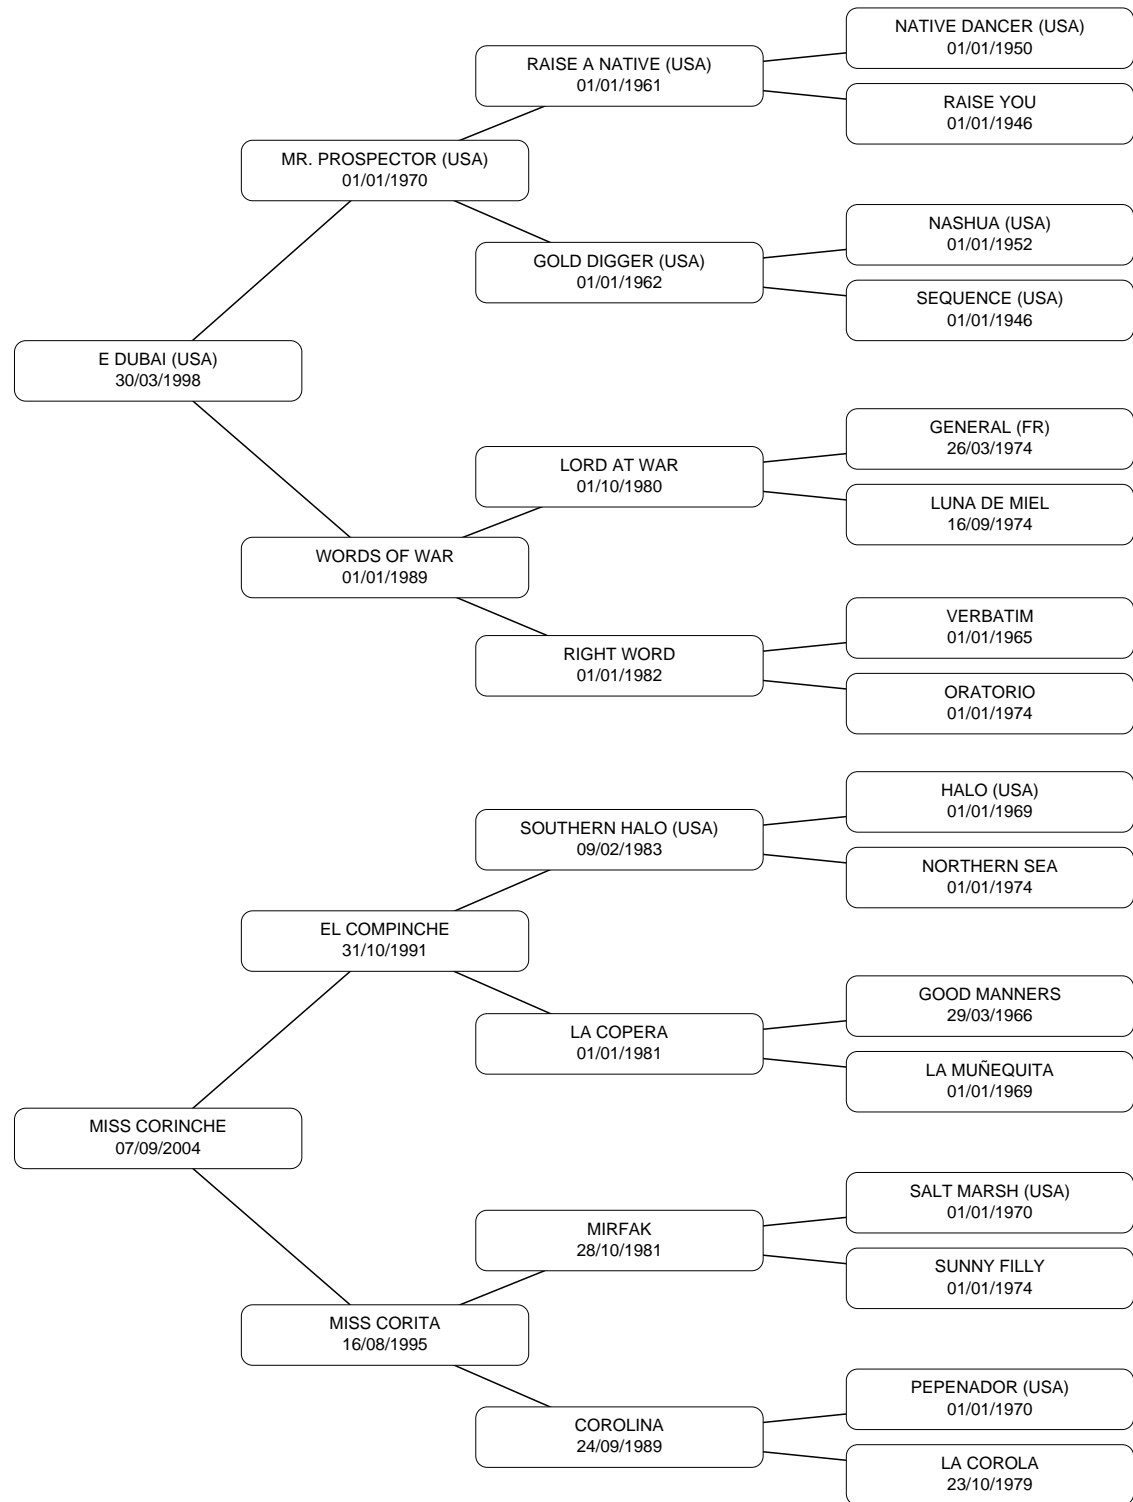 NATIVE DANCER (USA)
01/01/1950
RAISE A NATIVE (USA)
01/01/1961
RAISE YOU
01/01/1946
MR. PROSPECTOR (USA)
01/01/1970
NASHUA (USA)
01/01/1952
GOLD DIGGER (USA)
01/01/1962
SEQUENCE (USA)
01/01/1946
E DUBAI (USA)
30/03/1998
GENERAL (FR)
26/03/1974
LORD AT WAR
01/10/1980
LUNA DE MIEL
16/09/1974
WORDS OF WAR
01/01/1989
VERBATIM
01/01/1965
RIGHT WORD
01/01/1982
ORATORIO
01/01/1974
HALO (USA)
01/01/1969
SOUTHERN HALO (USA)
09/02/1983
NORTHERN SEA
01/01/1974
EL COMPINCHE
31/10/1991
GOOD MANNERS
29/03/1966
LA COPERA
01/01/1981
LA MUÑEQUITA
01/01/1969
MISS CORINCHE
07/09/2004
SALT MARSH (USA)
01/01/1970
MIRFAK
28/10/1981
SUNNY FILLY
01/01/1974
MISS CORITA
16/08/1995
PEPENADOR (USA)
01/01/1970
COROLINA
24/09/1989
LA COROLA
23/10/1979